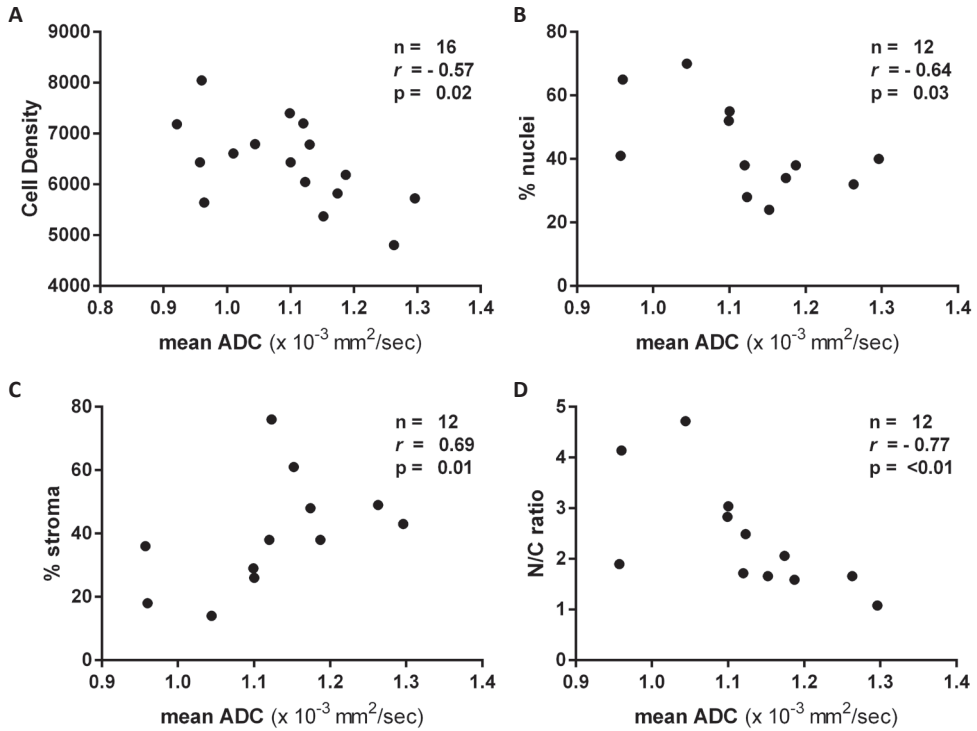 A
9000
8000
7000
6000
5000
4000
Cell Density
n = 16
r = - 0.57
p = 0.02
0.8 0.9 1.0 1.1 1.2 1.3 1.4
mean ADC (x 10⁻³ mm²/sec)
B
80
60
40
20
0
% nuclei
n = 12
r = - 0.64
p = 0.03
0.9 1.0 1.1 1.2 1.3 1.4
mean ADC (x 10⁻³ mm²/sec)
C
80
60
40
20
0
% stroma
n = 12
r = 0.69
p = 0.01
0.9 1.0 1.1 1.2 1.3 1.4
mean ADC (x 10⁻³ mm²/sec)
D
5
4
3
2
1
0
N/C ratio
n = 12
r = - 0.77
p = <0.01
0.9 1.0 1.1 1.2 1.3 1.4
mean ADC (x 10⁻³ mm²/sec)